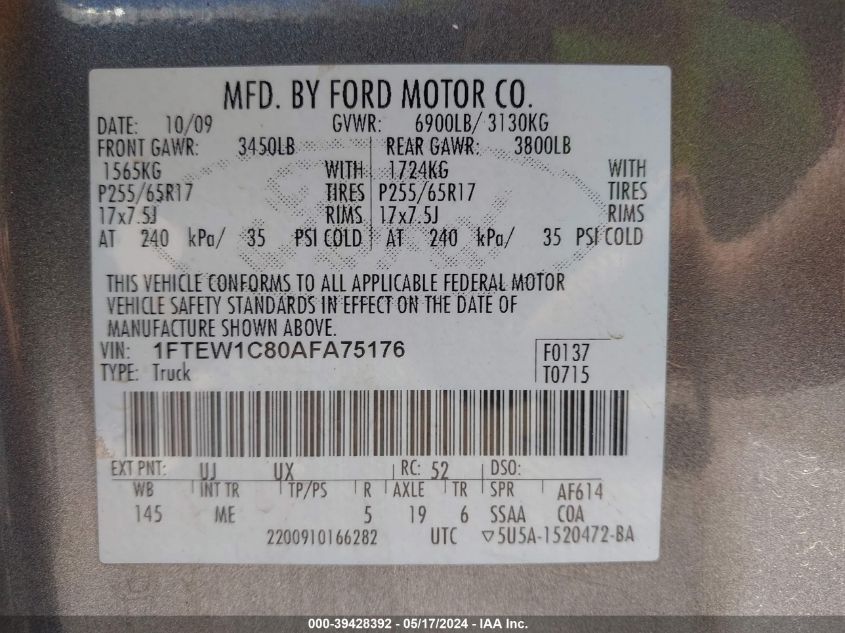 MFD. BY FORD MOTOR CO.
DATE: 10/09 GVWR: 6900LB/ 3130KG
FRONT GAWR: 3450LB REAR GAWR: 3800LB
1565KG WITH 1724KG WITH
P255/65R17 TIRES P255/65R17 TIRES
17x7.5J RIMS 17x7.5J RIMS
AT 240 kPa/ 35 PSI COLD AT 240 kPa/ 35 PSI COLD
THIS VEHICLE CONFORMS TO ALL APPLICABLE FEDERAL MOTOR
VEHICLE SAFETY STANDARDS IN EFFECT ON THE DATE OF
MANUFACTURE SHOWN ABOVE.
VIN: 1FTEW1C80AFA75176 F0137
TYPE: Truck T0715
EXT PNT: UJ UX RC: 52 DSO:
WB INT TR TP/PS R AXLE TR SPR AF614
145 ME 5 19 6 SSAA COA
2200910166282 UTC ▽5U5A-1520472-BA
000-39428392 - 05/17/2024 - IAA Inc.